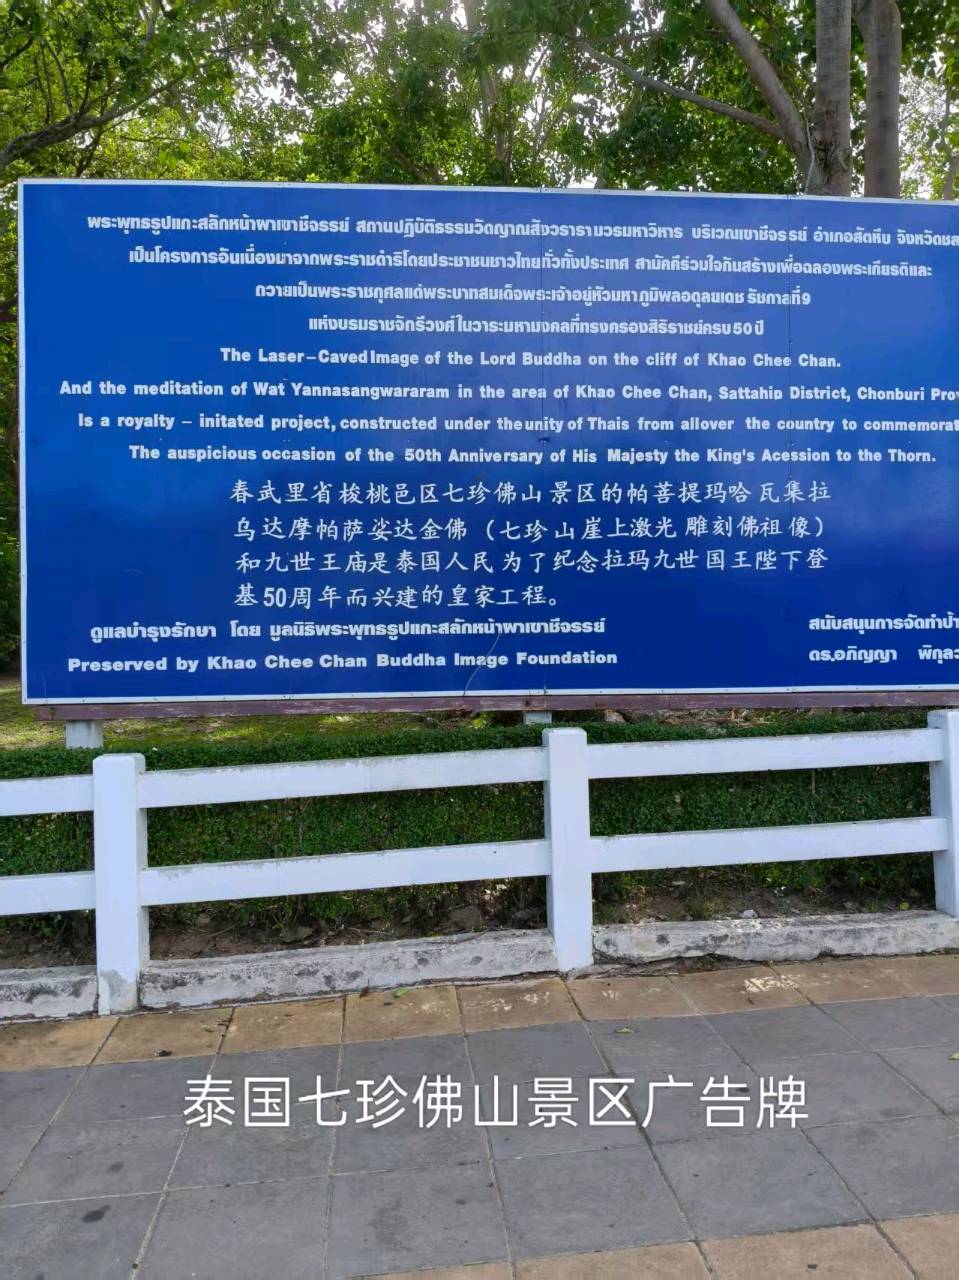 พระพุทธรูปแกะสลักหน้าผาเขาชีจรรย์ สถานปฏิบัติธรรมวัดญาณสังวรารามวรมหาวิหาร บริเวณเขาชีจรรย์ อำเภอสัตหีบ จังหวัดชล
เป็นโครงการอันเนื่องมาจากพระราชดำริโดยประชาชนชาวไทยทั่วทั้งประเทศ สามัคคีร่วมใจกันสร้างเพื่อฉลองพระเกียรติและ
ถวายเป็นพระราชกุศลแด่พระบาทสมเด็จพระเจ้าอยู่หัวมหาภูมิพลอดุลยเดช รัชกาลที่9
แห่งบรมราชจักรีวงศ์ในวาระมหามงคลที่ทรงครองสิริราชย์ครบ50ปี
The Laser-Caved Image of the Lord Buddha on the cliff of Khao Chee Chan.
And the meditation of Wat Yannasangwararam in the area of Khao Chee Chan, Sattahip District, Chonburi Prov
Is a royalty - initated project, constructed under the unity of Thais from allover the country to commemorat
The auspicious occasion of the 50th Anniversary of His Majesty the King's Acession to the Thorn.
春武里省梭桃邑区七珍佛山景区的帕菩提玛哈瓦集拉
乌达摩帕萨娑达金佛（七珍山崖上激光雕刻佛祖像）
和九世王庙是泰国人民为了纪念拉玛九世国王陛下登
基50周年而兴建的皇家工程。
ดูแลบำรุงรักษา โดย มูลนิธิพระพุทธรูปแกะสลักหน้าผาเขาชีจรรย์
สนับสนุนการจัดทำป้า
Preserved by Khao Chee Chan Buddha Image Foundation
ดร.อภิญญา พิกุลว
泰国七珍佛山景区广告牌